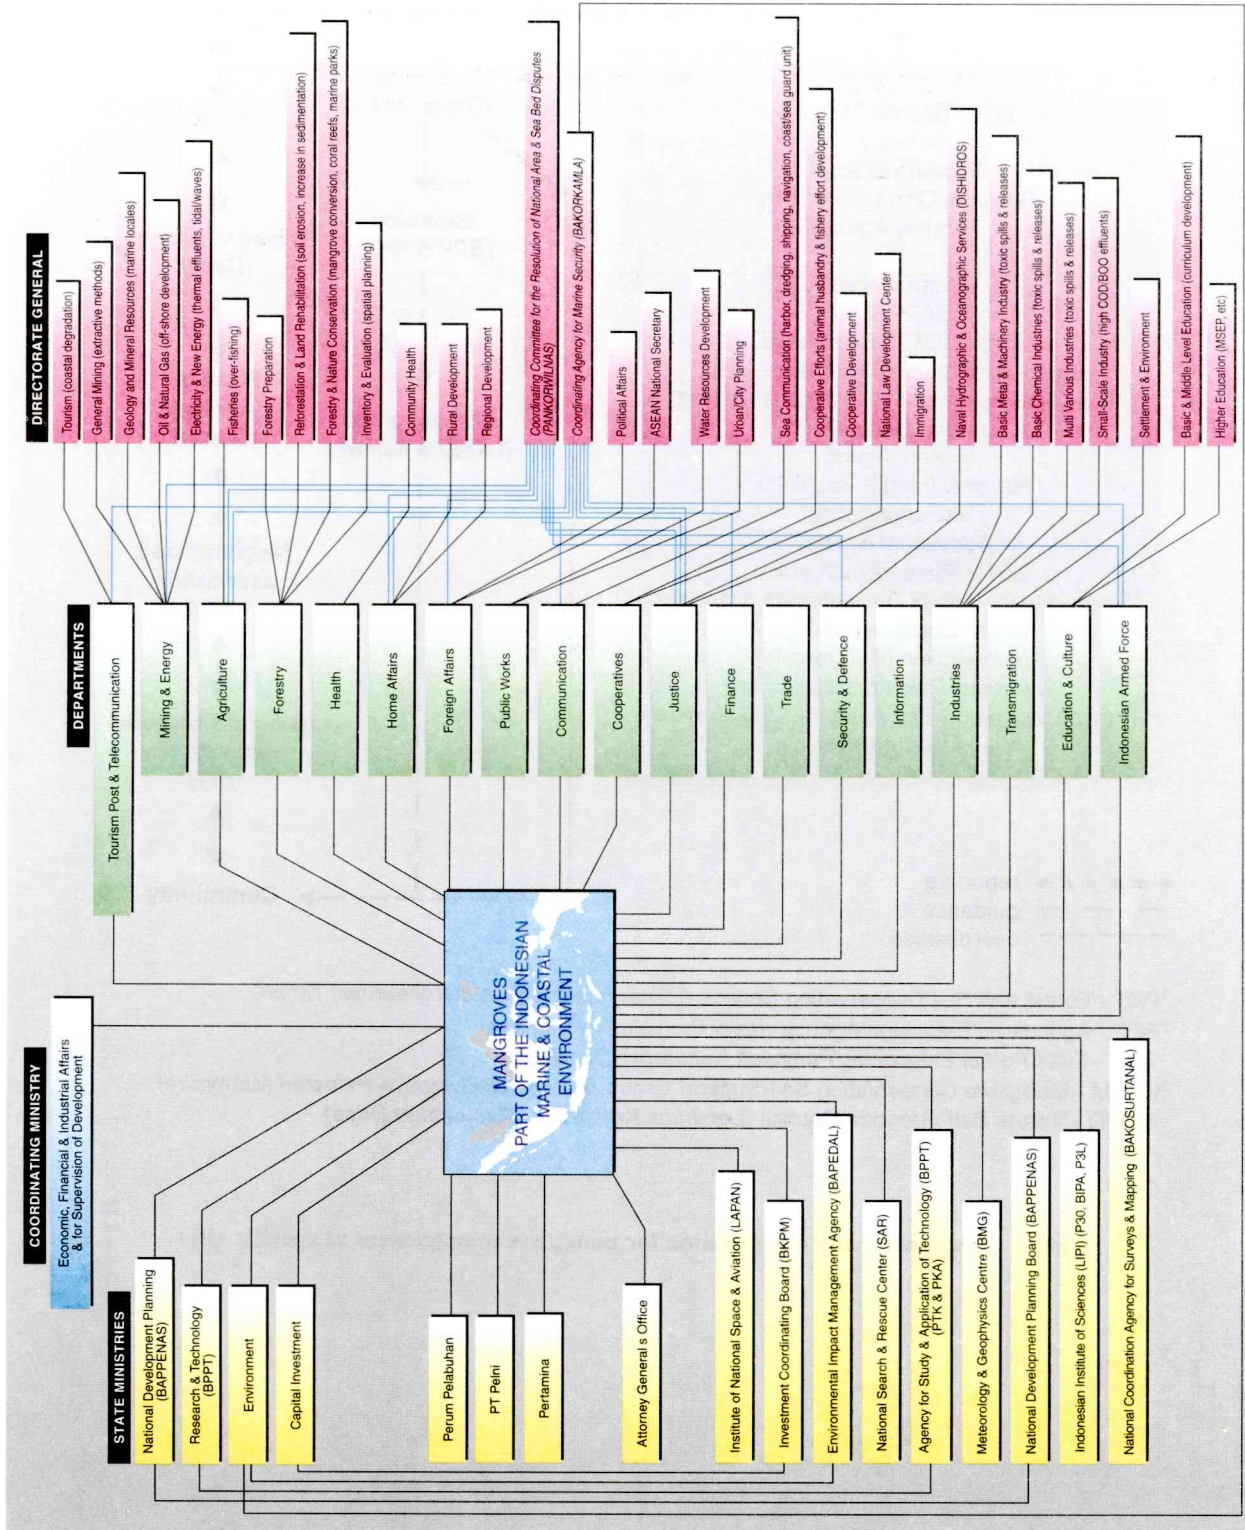 COORDINATING MINISTRY
Economic, Financial & Industrial Affairs
& for Supervision of Development
STATE MINISTRIES
National Development Planning
(BAPPENAS)
Research & Technology
(BPPT)
Environment
Capital Investment
Perum Pelabuhan
PT Pelni
Pertamina
Attorney General s Office
Institute of National Space & Aviation (LAPAN)
Investment Coordinating Board (BKPM)
Environmental Impact Management Agency (BAPEDAL)
National Search & Rescue Center (SAR)
Agency for Study & Application of Technology (BPPT)
(PTK & PKA)
Meteorology & Geophysics Centre (BMG)
National Development Planning Board (BAPPENAS)
Indonesian Institute of Sciences (LIPI) (P30, BIPA, P3L)
National Coordination Agency for Surveys & Mapping (BAKOSURTANAL)
MANGROVES
PART OF THE INDONESIAN
MARINE & COASTAL
ENVIRONMENT
DEPARTMENTS
Tourism Post & Telecommunication
Mining & Energy
Agriculture
Forestry
Health
Home Affairs
Foreign Affairs
Public Works
Communication
Cooperatives
Justice
Finance
Trade
Security & Defence
Information
Industries
Transmigration
Education & Culture
Indonesian Armed Force
DIRECTORATE GENERAL
Tourism (coastal degradation)
General Mining (extractive methods)
Geology and Mineral Resources (marine locales)
Oil & Natural Gas (off-shore development)
Electricity & New Energy (thermal effluents, tidal/waves)
Fisheries (over-fishing)
Forestry Preparation
Reforestation & Land Rehabilitation (soil erosion, increase in sedimentation)
Forestry & Nature Conservation (mangrove conversion, coral reefs, marine parks)
Inventory & Evaluation (spatial planning)
Community Health
Rural Development
Regional Development
Coordinating Committee for the Resolution of National Area & Sea Bed Disputes
(PANKORWILNAS)
Coordinating Agency for Marine Security (BAKORKAMLA)
Political Affairs
ASEAN National Secretary
Water Resources Development
Urban/City Planning
Sea Communication (harbor, dredging, shipping, navigation, coast/sea guard unit)
Cooperative Efforts (animal husbandry & fishery effort development)
Cooperative Development
National Law Development Center
Immigration
Naval Hydrographic & Oceanographic Services (DISHIDROS)
Basic Metal & Machinery Industry (toxic spills & releases)
Basic Chemical Industries (toxic spills & releases)
Multi Various Industries (toxic spills & releases)
Small-Scale Industry (high COD/BOO effluents)
Settlement & Environment
Basic & Middle Level Education (curriculum development)
Higher Education (MSEP, etc)